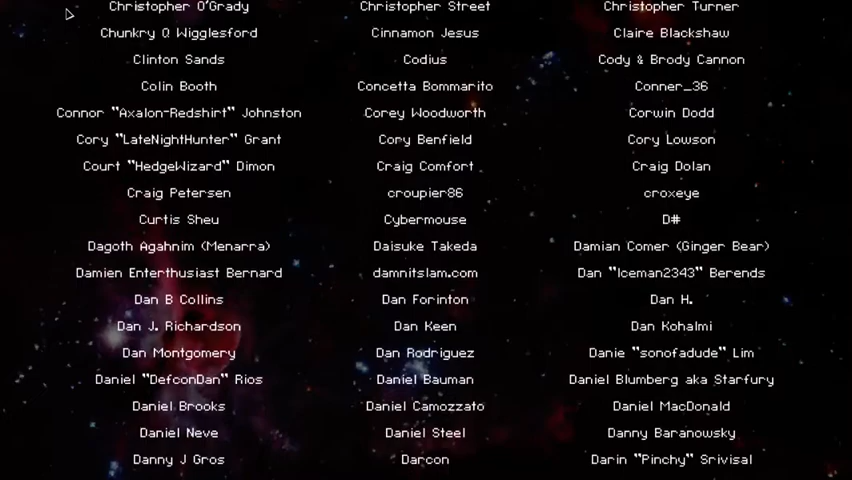 Christopher O'Grady Christopher Street Christopher Turner
Chunkry Q Wigglesford Cinnamon Jesus Claire Blackshaw
Clinton Sands Codius Cody & Brody Cannon
Colin Booth Concetta Bommarito Conner_36
Connor "Axalon-Redshirt" Johnston Corey Woodworth Corwin Dodd
Cory "LateNightHunter" Grant Cory Benfield Cory Lowson
Court "HedgeWizard" Dimon Craig Comfort Craig Dolan
Craig Petersen croupier86 croxeye
Curtis Sheu Cybermouse D#
Dagoth Agahnim (Menarra) Daisuke Takeda Damian Comer (Ginger Bear)
Damien Enterthusiast Bernard damnitslam.com Dan "Iceman2343" Berends
Dan B Collins Dan Forinton Dan H.
Dan J. Richardson Dan Keen Dan Kohalmi
Dan Montgomery Dan Rodriguez Danie "sonofadude" Lim
Daniel "DefconDan" Rios Daniel Bauman Daniel Blumberg aka Starfury
Daniel Brooks Daniel Camozzato Daniel MacDonald
Daniel Neve Daniel Steel Danny Baranowsky
Danny J Gros Darcon Darin "Pinchy" Srivisal